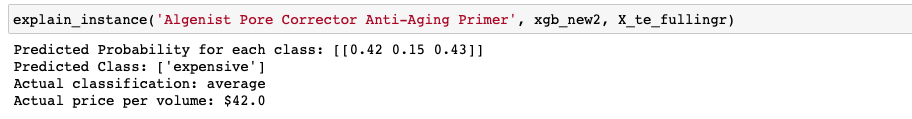 explain_instance('Algenist Pore Corrector Anti-Aging Primer', xgb_new2, X_te_fullingr)
Predicted Probability for each class: [[0.42 0.15 0.43]]
Predicted Class: ['expensive']
Actual classification: average
Actual price per volume: $42.0